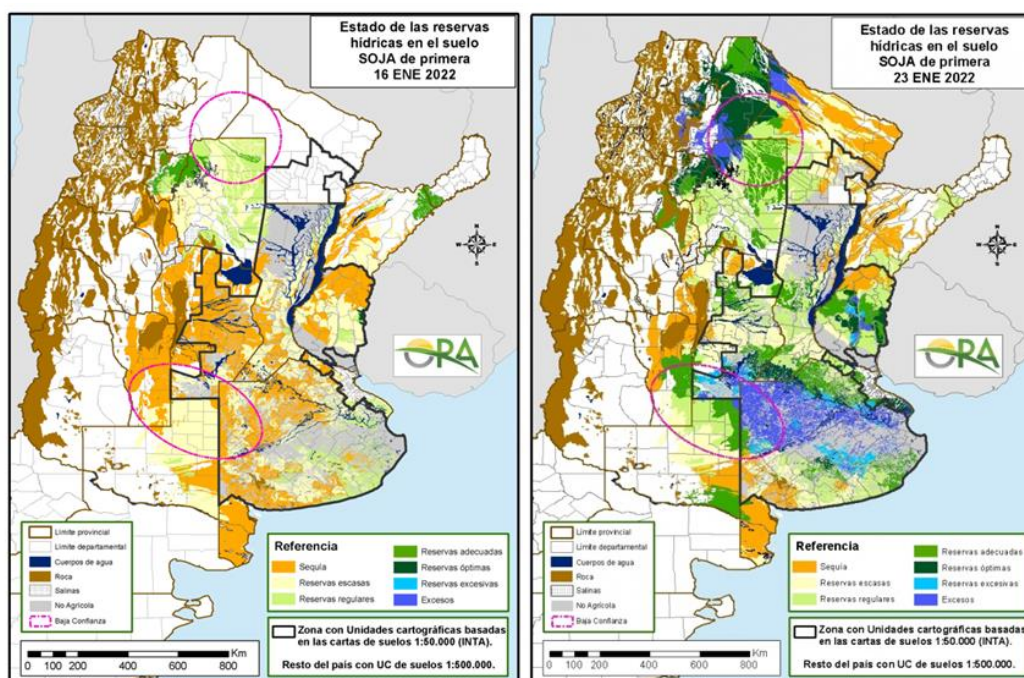 Estado de las reservas
hídricas en el suelo
SOJA de primera
16 ENE 2022
ORA
Límite provincial
Límite departamental
Cuerpos de agua
Roca
Salinas
No Agrícola
Baja Confianza
Referencia
Sequía
Reservas escasas
Reservas regulares
Reservas adecuadas
Reservas óptimas
Reservas excesivas
Excesos
Zona con Unidades cartográficas basadas
en las cartas de suelos 1:50.000 (INTA).
Resto del país con UC de suelos 1:500.000.
Km
0 100 200 400 600 800
Estado de las reservas
hídricas en el suelo
SOJA de primera
23 ENE 2022
ORA
Límite provincial
Límite departamental
Cuerpos de agua
Roca
Salinas
No Agrícola
Baja Confianza
Referencia
Sequía
Reservas escasas
Reservas regulares
Reservas adecuadas
Reservas óptimas
Reservas excesivas
Excesos
Zona con Unidades cartográficas basadas
en las cartas de suelos 1:50.000 (INTA).
Resto del país con UC de suelos 1:500.000.
Km
0 100 200 400 600 800